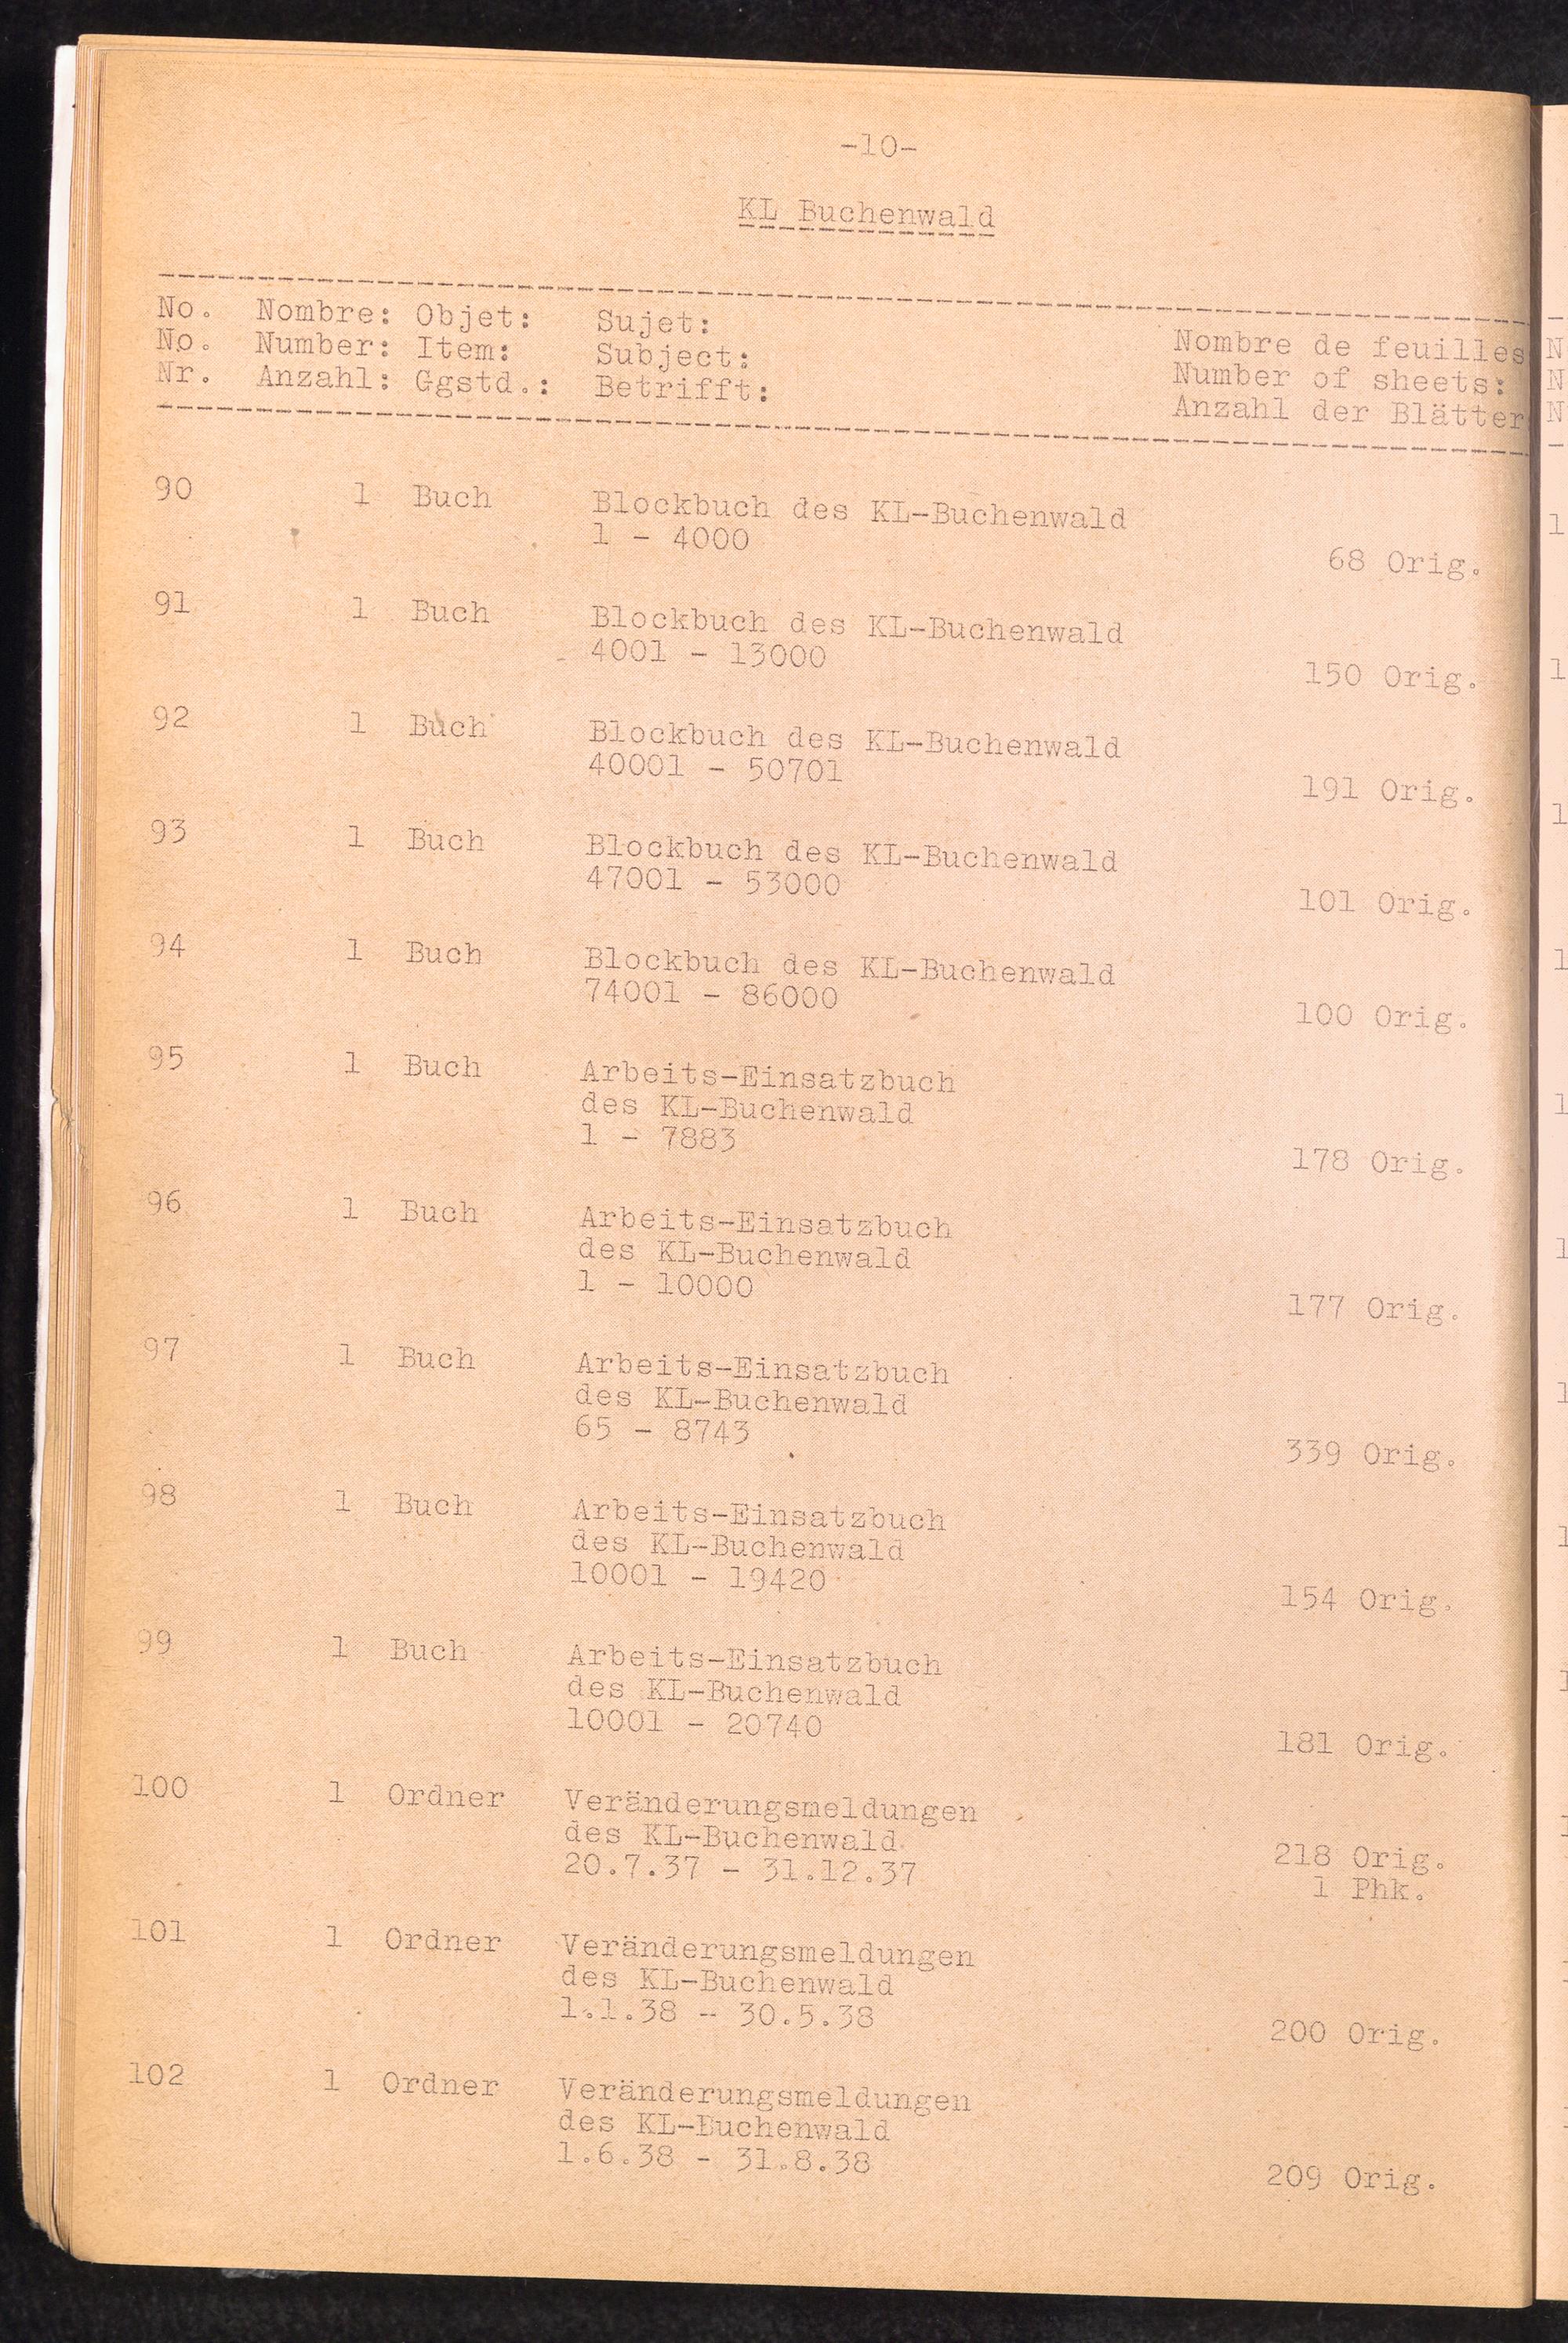 -10-
KL Buchenwald
No. Nombre: Objet: Sujet: Nombre de feuilles
No. Number: Item: Subject: Number of sheets:
Nr. Anzahl: Ggstd.: Betrifft: Anzahl der Blätter
90 1 Buch Blockbuch des KL-Buchenwald
1 - 4000 68 Orig.
91 1 Buch Blockbuch des KL-Buchenwald
4001 - 13000 150 Orig.
92 1 Buch Blockbuch des KL-Buchenwald
40001 - 50701 191 Orig.
93 1 Buch Blockbuch des KL-Buchenwald
47001 - 53000 101 Orig.
94 1 Buch Blockbuch des KL-Buchenwald
74001 - 86000 100 Orig.
95 1 Buch Arbeits-Einsatzbuch
des KL-Buchenwald
1 - 7883 178 Orig.
96 1 Buch Arbeits-Einsatzbuch
des KL-Buchenwald
1 - 10000 177 Orig.
97 1 Buch Arbeits-Einsatzbuch
des KL-Buchenwald
65 - 8743 339 Orig.
98 1 Buch Arbeits-Einsatzbuch
des KL-Buchenwald
10001 - 19420 154 Orig.
99 1 Buch Arbeits-Einsatzbuch
des KL-Buchenwald
10001 - 20740 181 Orig.
100 1 Ordner Veränderungsmeldungen
des KL-Buchenwald 218 Orig.
20.7.37 - 31.12.37 1 Phk.
101 1 Ordner Veränderungsmeldungen
des KL-Buchenwald
1.1.38 - 30.5.38 200 Orig.
102 1 Ordner Veränderungsmeldungen
des KL-Buchenwald
1.6.38 - 31.8.38 209 Orig.